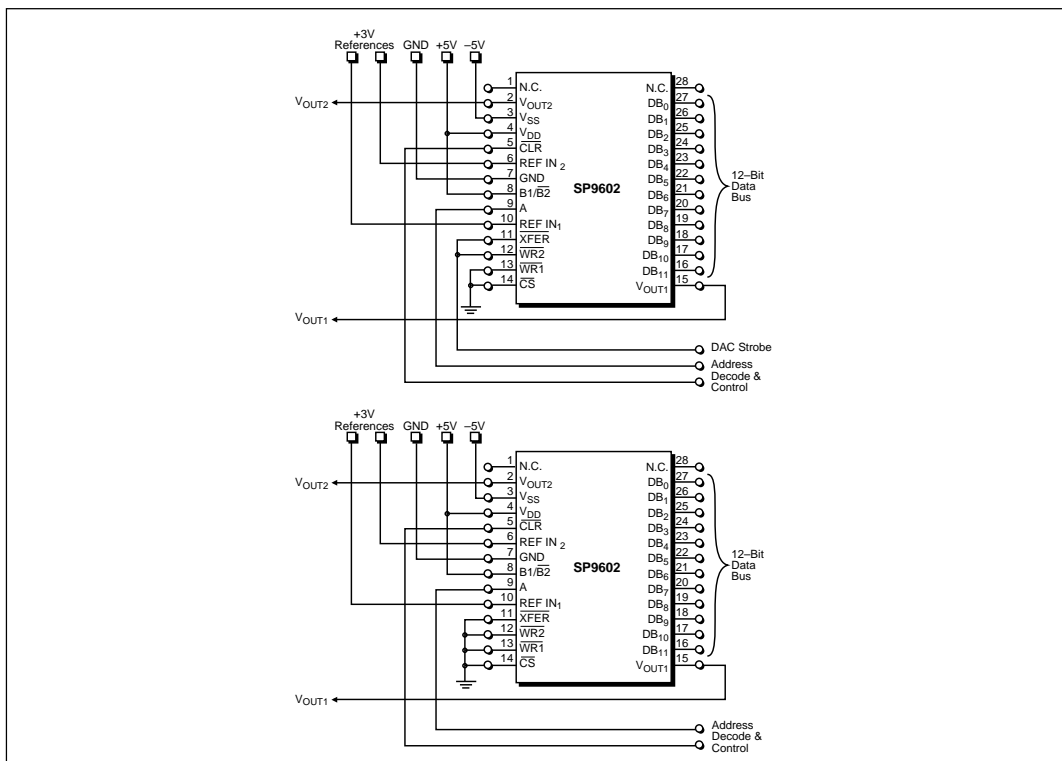 +3V
References GND +5V –5V
1 N.C. N.C. 28
VOUT2 2 VOUT2 DB0 27
3 VSS DB1 26
4 VDD DB2 25
5 CLR DB3 24
6 REF IN 2 DB4 23
7 GND DB5 22
8 B1/B2 SP9602 DB6 21
9 A DB7 20
10 REF IN1 DB8 19
11 XFER DB9 18
12 WR2 DB10 17
13 WR1 DB11 16
14 CS VOUT1 15
12–Bit
Data
Bus
VOUT1
DAC Strobe
Address
Decode &
Control
+3V
References GND +5V –5V
1 N.C. N.C. 28
VOUT2 2 VOUT2 DB0 27
3 VSS DB1 26
4 VDD DB2 25
5 CLR DB3 24
6 REF IN 2 DB4 23
7 GND DB5 22
8 B1/B2 SP9602 DB6 21
9 A DB7 20
10 REF IN1 DB8 19
11 XFER DB9 18
12 WR2 DB10 17
13 WR1 DB11 16
14 CS VOUT1 15
12–Bit
Data
Bus
VOUT1
Address
Decode &
Control